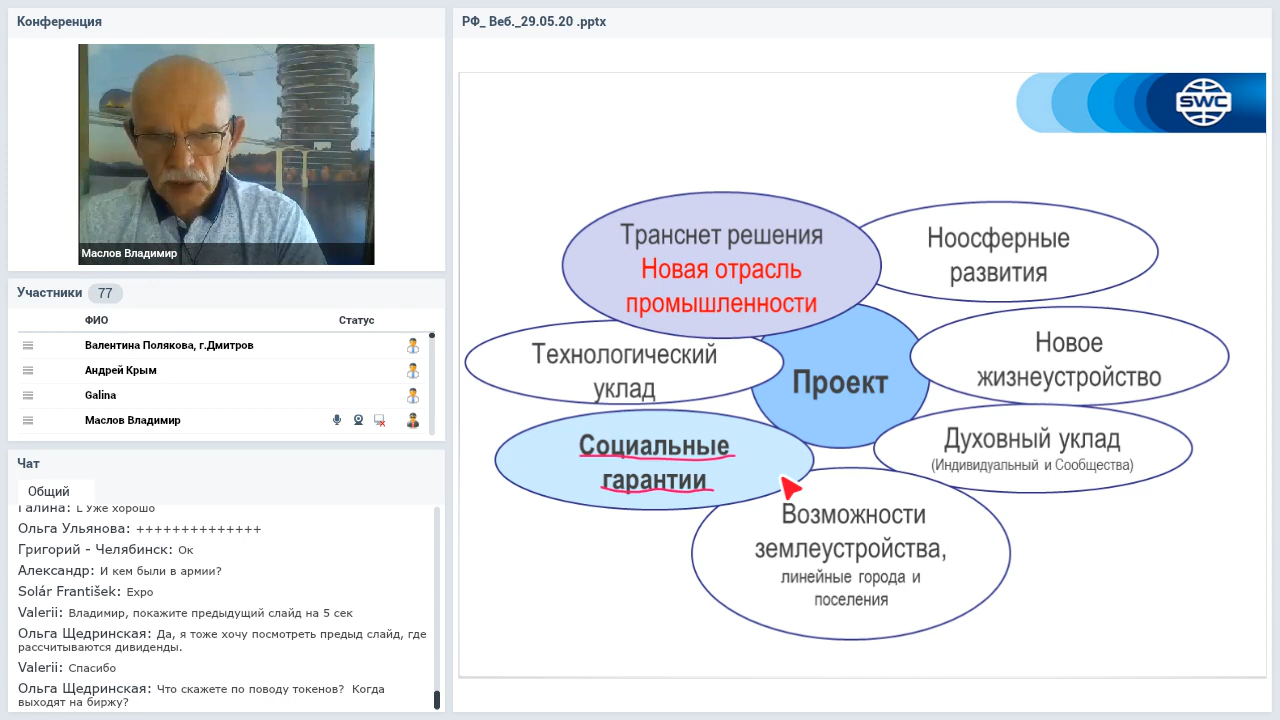 Конференция
Маслов Владимир
Участники 77
ФИО Статус
Валентина Полякова, г.Дмитров
Андрей Крым
Galina
Маслов Владимир
Чат
Общий
Галина: L Уже хорошо
Ольга Ульянова: ++++++++++++++
Григорий - Челябинск: Ок
Александр: И кем были в армии?
Solár František: Expo
Valerii: Владимир, покажите предыдущий слайд на 5 сек
Ольга Щедринская: Да, я тоже хочу посмотреть предыд слайд, где
рассчитываются дивиденды.
Valerii: Спасибо
Ольга Щедринская: Что скажете по поводу токенов? Когда
выходят на биржу?
РФ_ Веб._29.05.20 .pptx
SWC
Транснет решения
Новая отрасль
промышленности
Ноосферные
развития
Технологический
уклад
Проект
Новое
жизнеустройство
Социальные
гарантии
Духовный уклад
(Индивидуальный и Сообщества)
Возможности
землеустройства,
линейные города и
поселения